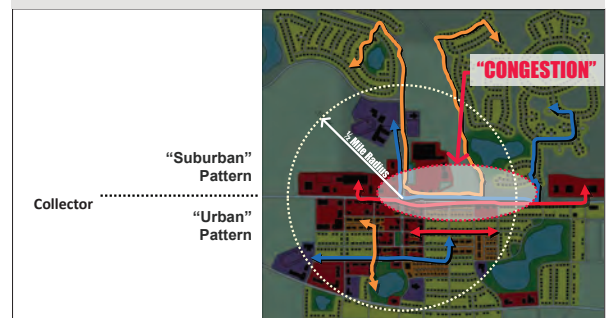 “CONGESTION”
½ Mile Radius
“Suburban”
Pattern
Collector
“Urban”
Pattern